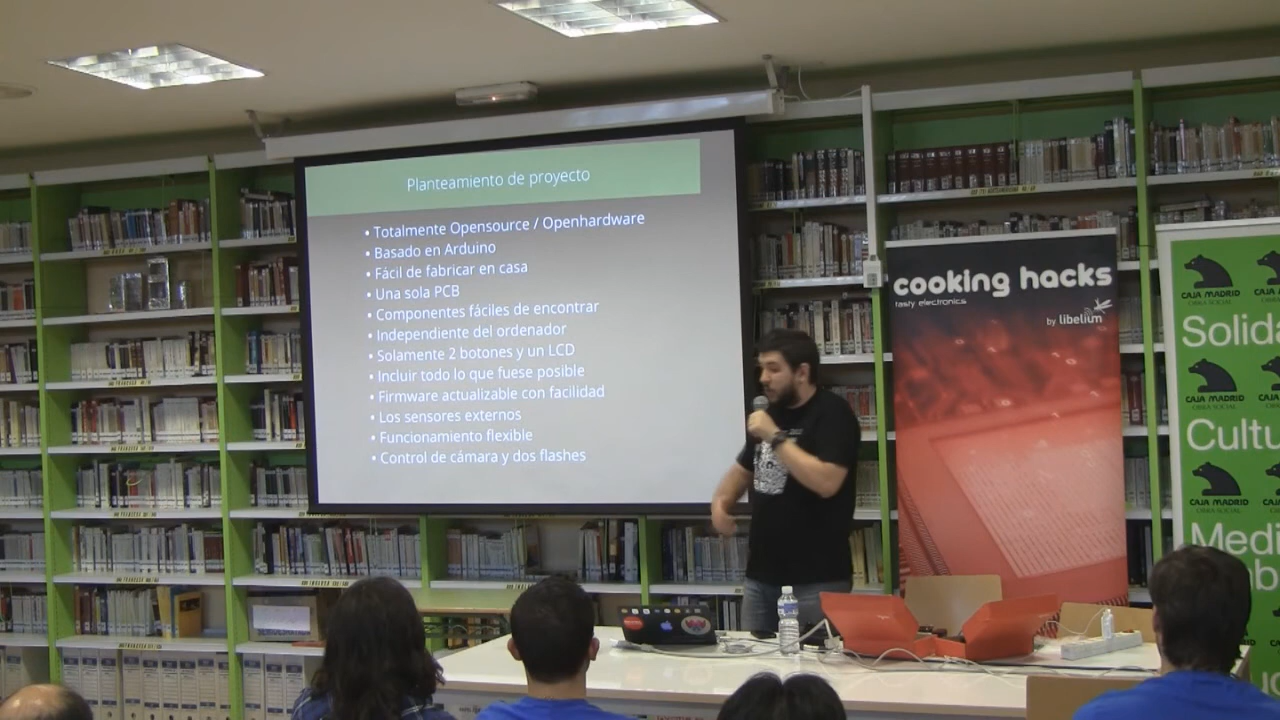 Planteamiento de proyecto
• Totalmente Opensource / Openhardware
• Basado en Arduino
• Fácil de fabricar en casa
• Una sola PCB
• Componentes fáciles de encontrar
• Independiente del ordenador
• Solamente 2 botones y un LCD
• Incluir todo lo que fuese posible
• Firmware actualizable con facilidad
• Los sensores externos
• Funcionamiento flexible
• Control de cámara y dos flashes
cooking hacks
tasty electronics
by libelium
CAJA MADRID
OBRA SOCIAL
Solida
CAJA MADRID
OBRA SOCIAL
Cultu
CAJA MADRID
OBRA SOCIAL
Medi
mb